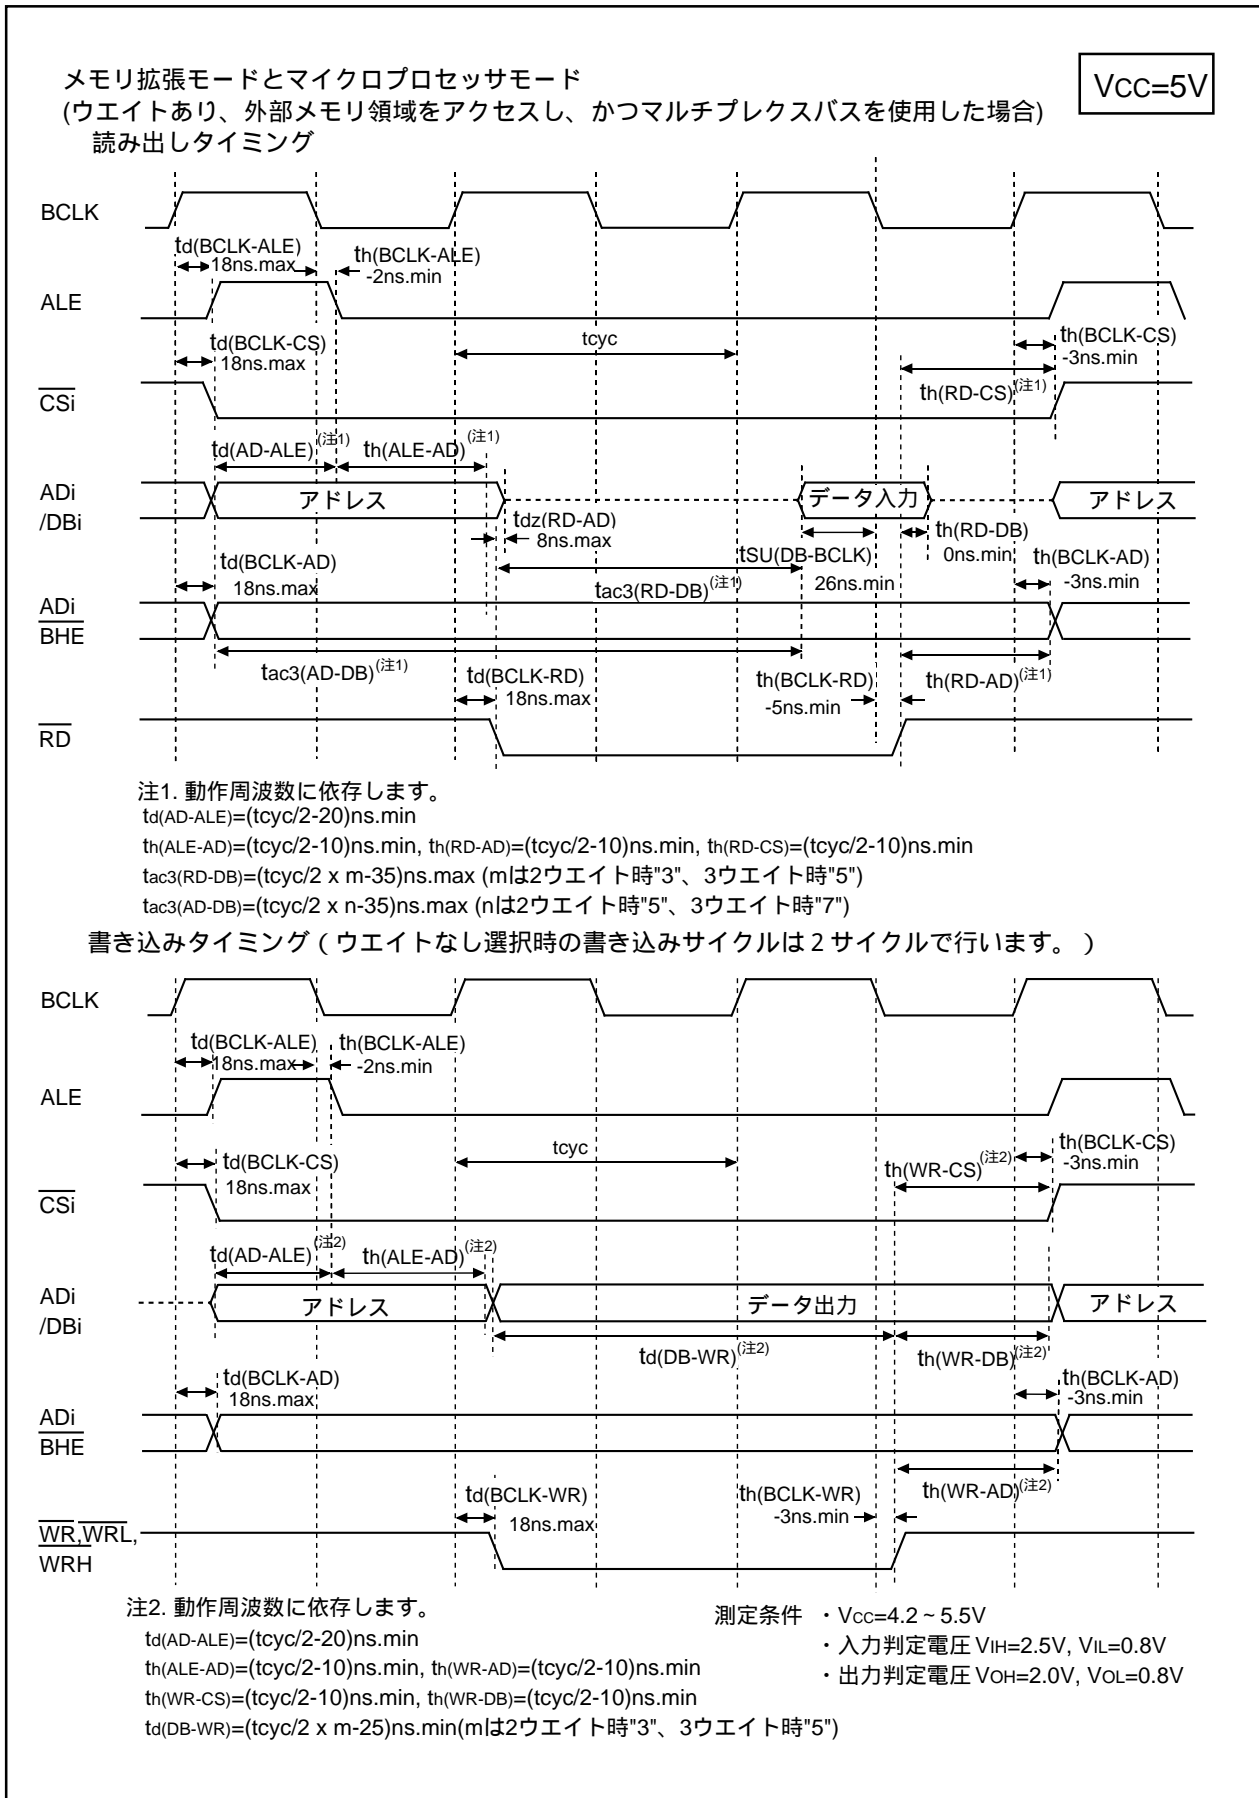 メモリ拡張モードとマイクロプロセッサモード
VCC=5V
(ウエイトあり、外部メモリ領域をアクセスし、かつマルチプレクスバスを使用した場合)
読み出しタイミング
BCLK
td(BCLK-ALE)
18ns.max
th(BCLK-ALE)
-2ns.min
ALE
td(BCLK-CS)
18ns.max
tcyc
th(BCLK-CS)
-3ns.min
th(RD-CS)(注1)
CSi
td(AD-ALE)(注1)
th(ALE-AD)(注1)
ADi
/DBi
アドレス
データ入力
アドレス
tdz(RD-AD)
8ns.max
th(RD-DB)
0ns.min
tSU(DB-BCLK)
26ns.min
td(BCLK-AD)
18ns.max
tac3(RD-DB)(注1)
th(BCLK-AD)
-3ns.min
ADi
BHE
tac3(AD-DB)(注1)
td(BCLK-RD)
18ns.max
th(BCLK-RD)
-5ns.min
th(RD-AD)(注1)
RD
注1. 動作周波数に依存します。
td(AD-ALE)=(tcyc/2-20)ns.min
th(ALE-AD)=(tcyc/2-10)ns.min, th(RD-AD)=(tcyc/2-10)ns.min, th(RD-CS)=(tcyc/2-10)ns.min
tac3(RD-DB)=(tcyc/2 x m-35)ns.max (mは2ウエイト時"3"、3ウエイト時"5")
tac3(AD-DB)=(tcyc/2 x n-35)ns.max (nは2ウエイト時"5"、3ウエイト時"7")
書き込みタイミング（ウエイトなし選択時の書き込みサイクルは２サイクルで行います。）
BCLK
td(BCLK-ALE)
18ns.max
th(BCLK-ALE)
-2ns.min
ALE
td(BCLK-CS)
18ns.max
tcyc
th(BCLK-CS)
-3ns.min
th(WR-CS)(注2)
CSi
td(AD-ALE)(注2)
th(ALE-AD)(注2)
ADi
/DBi
アドレス
データ出力
アドレス
td(DB-WR)(注2)
th(WR-DB)(注2)
td(BCLK-AD)
18ns.max
th(BCLK-AD)
-3ns.min
ADi
BHE
td(BCLK-WR)
18ns.max
th(BCLK-WR)
-3ns.min
th(WR-AD)(注2)
WR,WRL,
WRH
注2. 動作周波数に依存します。
td(AD-ALE)=(tcyc/2-20)ns.min
th(ALE-AD)=(tcyc/2-10)ns.min, th(WR-AD)=(tcyc/2-10)ns.min
th(WR-CS)=(tcyc/2-10)ns.min, th(WR-DB)=(tcyc/2-10)ns.min
td(DB-WR)=(tcyc/2 x m-25)ns.min(mは2ウエイト時"3"、3ウエイト時"5")
測定条件 ・VCC=4.2～5.5V
・入力判定電圧 VIH=2.5V, VIL=0.8V
・出力判定電圧 VOH=2.0V, VOL=0.8V